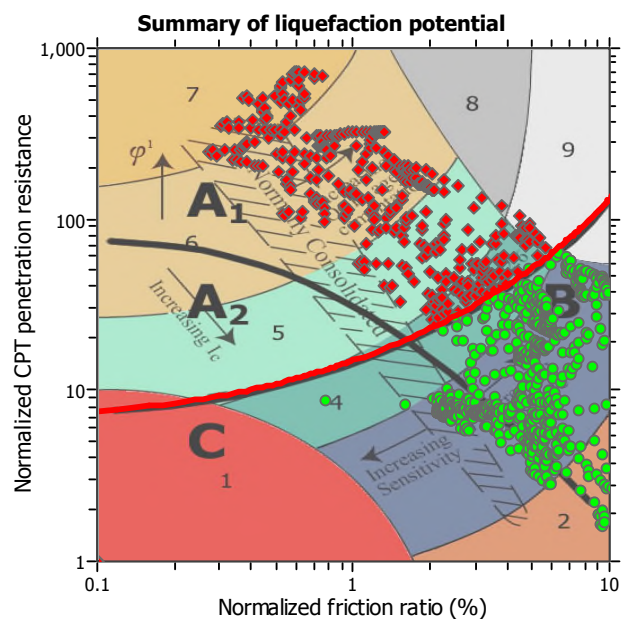 Summary of liquefaction potential
1,000
7
8
φ¹
9
A₁
Normally Consolidated
100
6
B
Increasing I꜀
A₂
5
10
4
C
Increasing
Sensitivity
1
2
1
0.1
1
10
Normalized CPT penetration resistance
Normalized friction ratio (%)